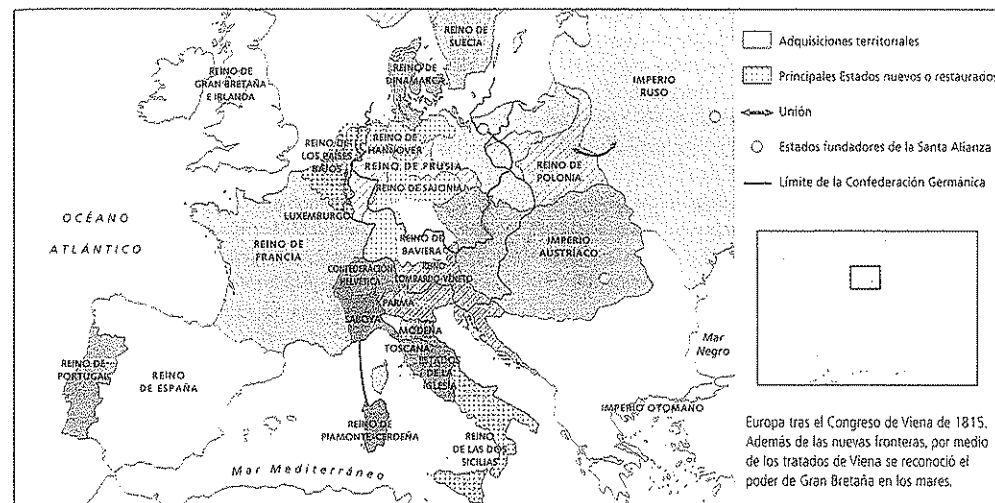 REINO DE
SUECIA
REINO DE
GRAN BRETAÑA
E IRLANDA
REINO DE
DINAMARCA
IMPERIO
RUSO
REINO DE
LOS PAÍSES
BAJOS
REINO DE
HANNOVER
REINO DE PRUSIA
REINO DE
POLONIA
REINO DE SAJONIA
LUXEMBURGO
OCÉANO
ATLÁNTICO
REINO DE
FRANCIA
REINO DE
BAVIERA
IMPERIO
AUSTRÍACO
CONFEDERACIÓN
HELVÉTICA
REINO
LOMBARDO-VÉNETO
PARMA
SABOYA
MODENA
TOSCANA
ESTADOS
DE LA
IGLESIA
Mar
Negro
REINO DE
PORTUGAL
REINO
DE ESPAÑA
IMPERIO OTOMANO
REINO DE
PIAMONTE-CERDEÑA
REINO
DE LAS DOS
SICILIAS
Mar Mediterráneo
Adquisiciones territoriales
Principales Estados nuevos o restaurados
Unión
Estados fundadores de la Santa Alianza
Límite de la Confederación Germánica
Europa tras el Congreso de Viena de 1815.
Además de las nuevas fronteras, por medio
de los tratados de Viena se reconoció el
poder de Gran Bretaña en los mares.